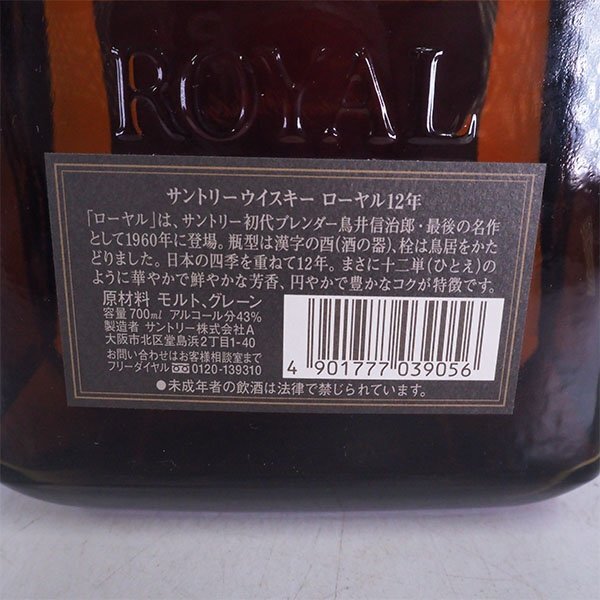 ROYAL
サントリーウイスキー ローヤル12年
「ローヤル」は、サントリー初代ブレンダー鳥井信治郎・最後の名作
として1960年に登場。瓶型は漢字の酉(酒の器)、栓は鳥居をかた
どりました。日本の四季を重ねて12年。まさに十二単(ひとえ)の
ように華やかで鮮やかな芳香、円やかで豊かなコクが特徴です。
原材料 モルト、グレーン
容量 700㎖ アルコール分43%
製造者 サントリー株式会社A
大阪市北区堂島浜2丁目1-40
お問い合わせはお客様相談室まで
フリーダイヤル 0120-139310
4 901777 039056
●未成年者の飲酒は法律で禁じられています。